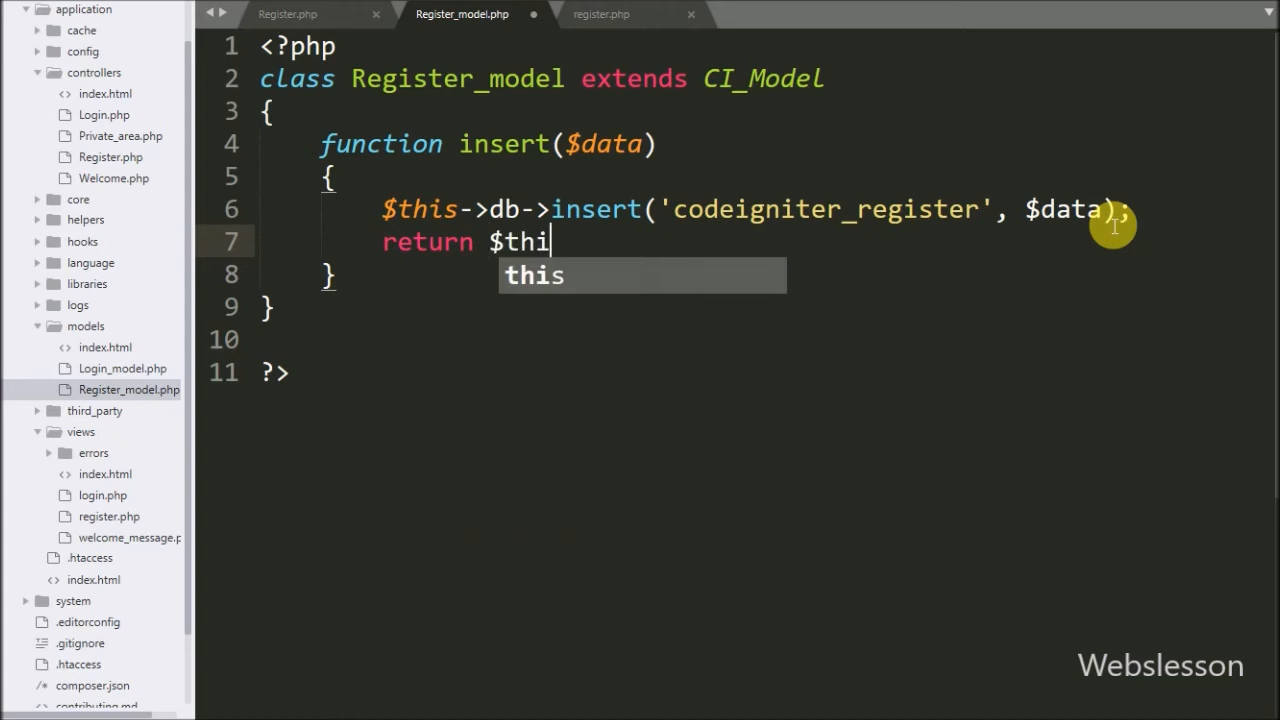 application
cache
config
controllers
<> index.html
Login.php
Private_area.php
Register.php
Welcome.php
core
helpers
hooks
language
libraries
logs
models
<> index.html
Login_model.php
Register_model.php
third_party
views
errors
<> index.html
login.php
register.php
welcome_message.p
.htaccess
<> index.html
system
.editorconfig
.gitignore
.htaccess
/* composer.json
contributing.md
Register.php × Register_model.php register.php ×
1 <?php
2 class Register_model extends CI_Model
3 {
4 function insert($data)
5 {
6 $this->db->insert('codeigniter_register', $data);
7 return $thi
this
8 }
9 }
10
11 ?>
Webslesson